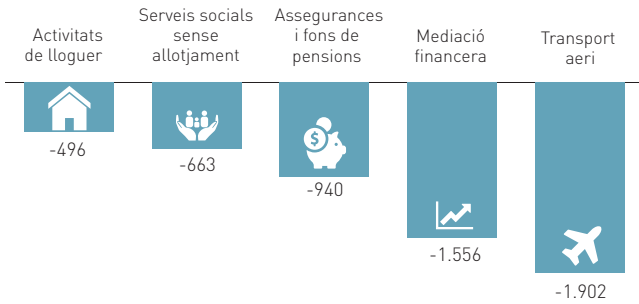 Activitats
de lloguer
-496
Serveis socials
sense
allotjament
-663
Assegurances
i fons de
pensions
$
-940
Mediació
financera
-1.556
Transport
aeri
-1.902